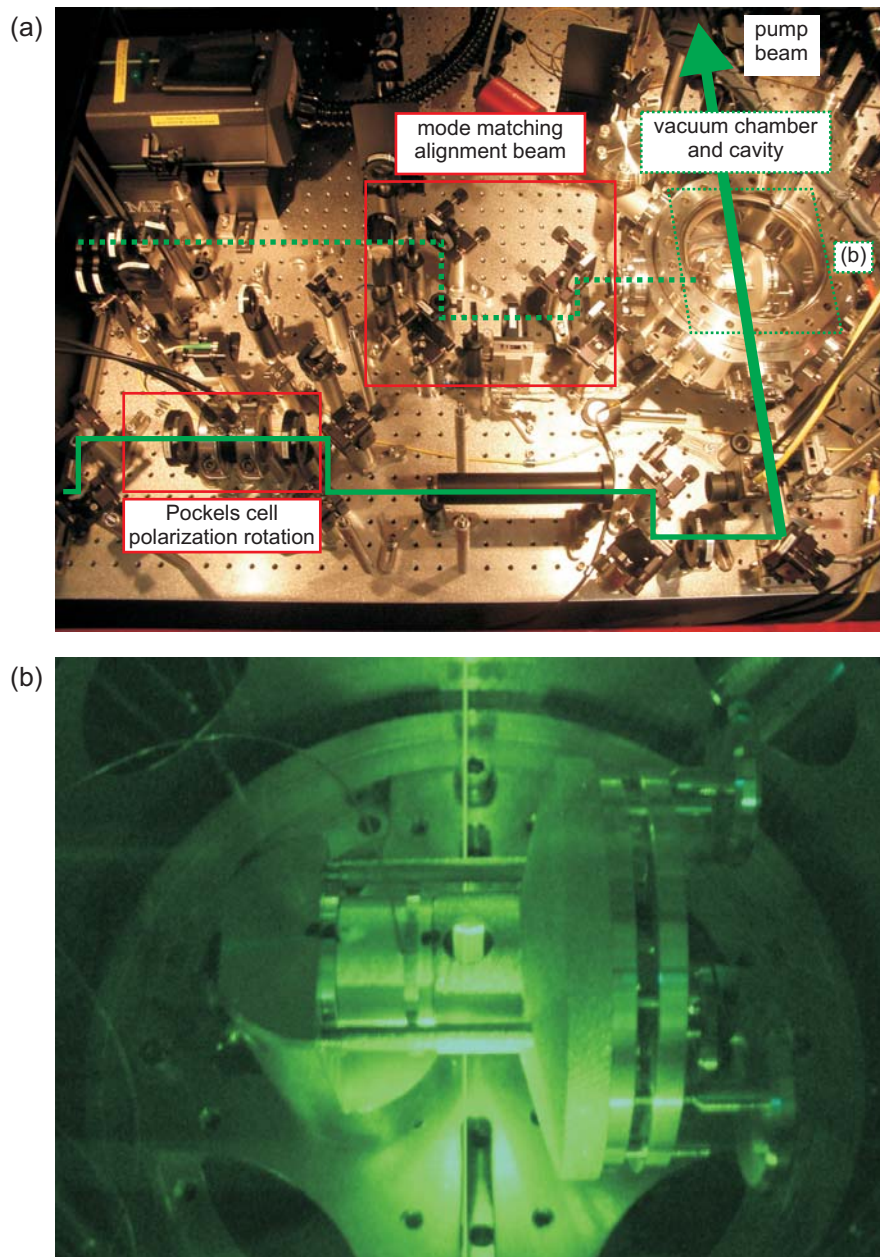 (a)
pump
beam
mode matching
alignment beam
vacuum chamber
and cavity
(b)
Pockels cell
polarization rotation
(b)